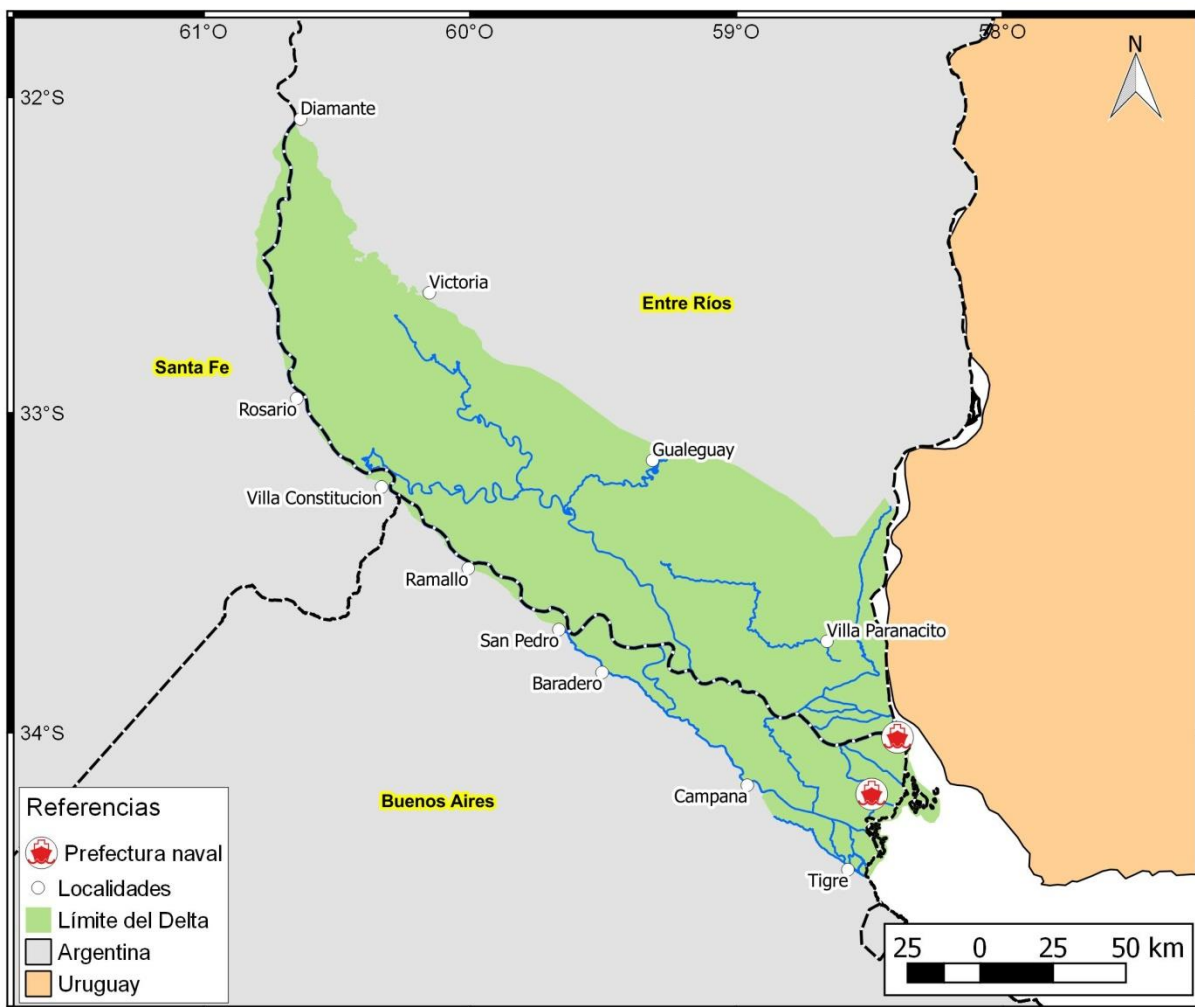 61°O
60°O
59°O
58°O
N
32°S
Diamante
Victoria
Entre Ríos
Santa Fe
Rosario
33°S
Gualeguay
Villa Constitucion
Ramallo
San Pedro
Villa Paranacito
Baradero
34°S
Campana
Buenos Aires
Tigre
Referencias
Prefectura naval
Localidades
Límite del Delta
Argentina
Uruguay
25 0 25 50 km